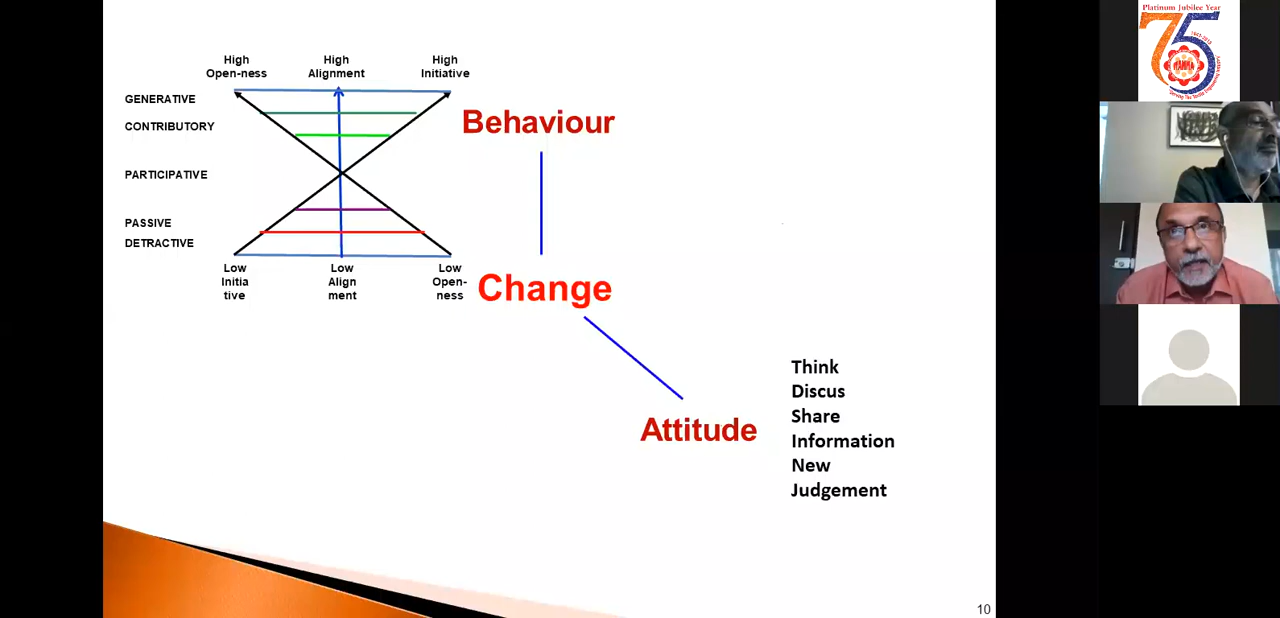 High
Open-ness
High
Alignment
High
Initiative
GENERATIVE
CONTRIBUTORY
PARTICIPATIVE
PASSIVE
DETRACTIVE
Low
Initia
tive
Low
Align
ment
Low
Open-
ness
Behaviour
Change
Attitude
Think
Discus
Share
Information
New
Judgement
10
Platinum Jubilee Year
75